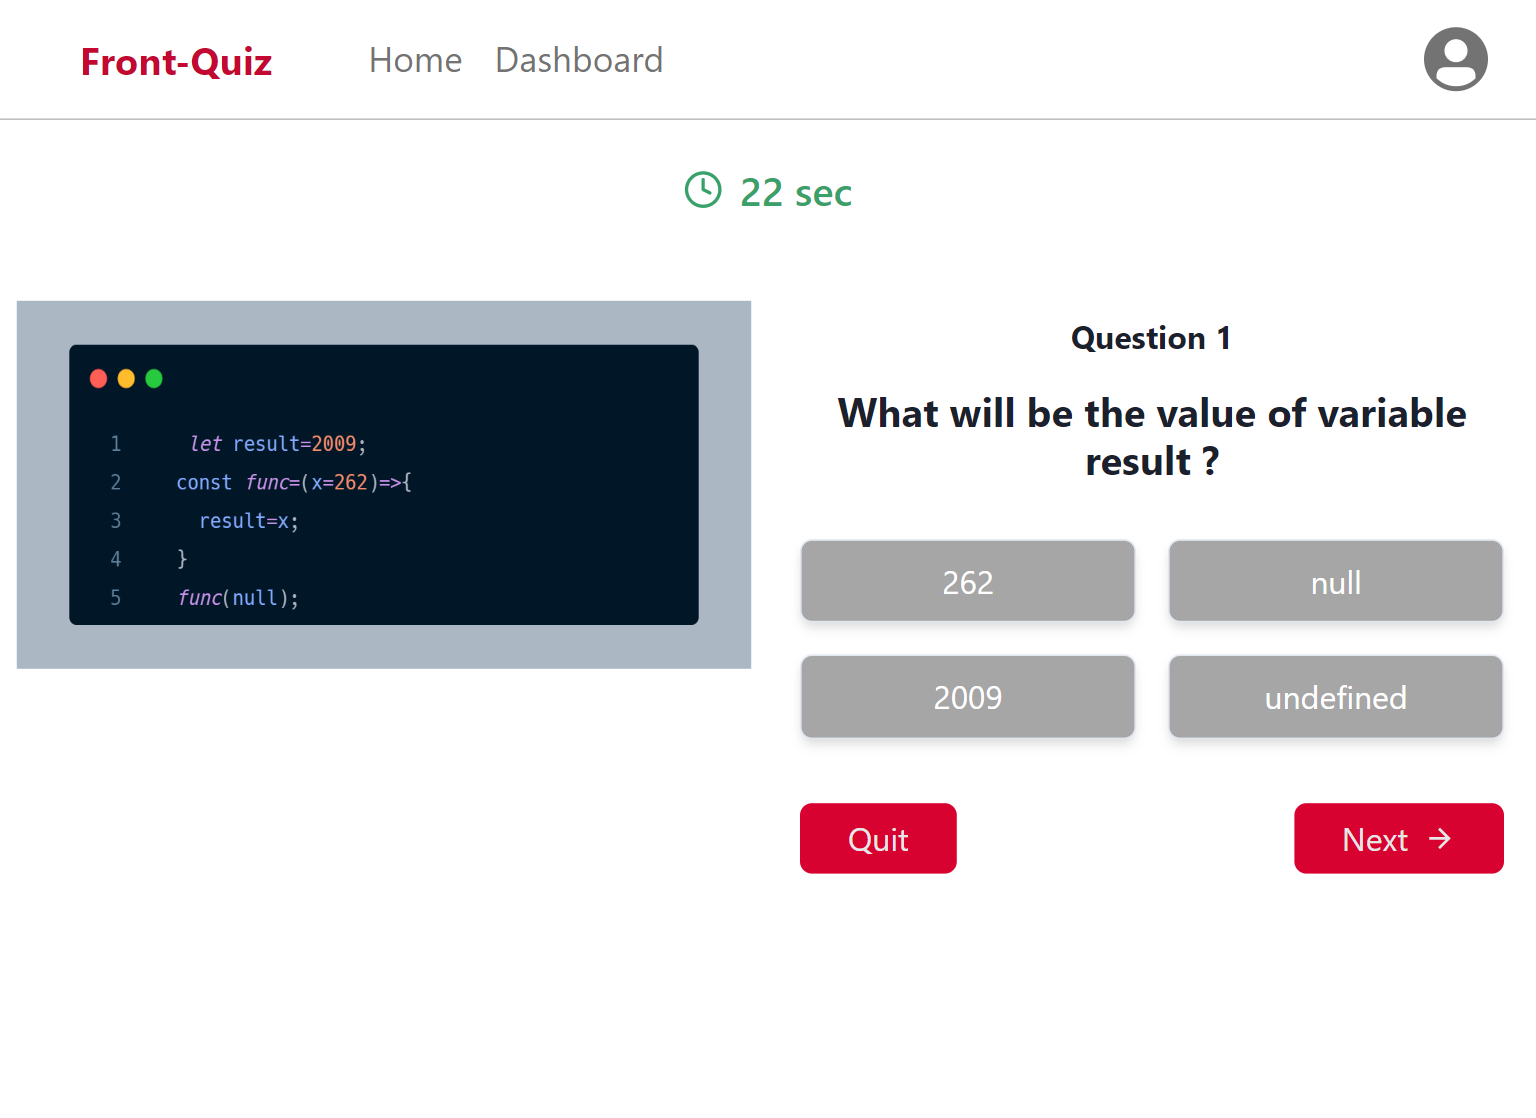 Front-Quiz Home Dashboard
22 sec
1 let result=2009;
2 const func=(x=262)=>{
3 result=x;
4 }
5 func(null);
Question 1
What will be the value of variable
result ?
262 null
2009 undefined
Quit Next →